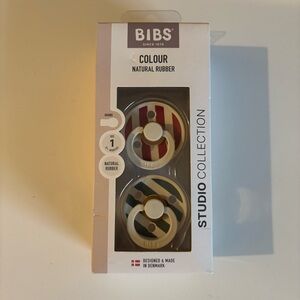 BIBS
SINCE 1978
COLOUR
NATURAL RUBBER
1
NATURAL
RUBBER
STUDIO COLLECTION
DESIGNED & MADE
IN DENMARK